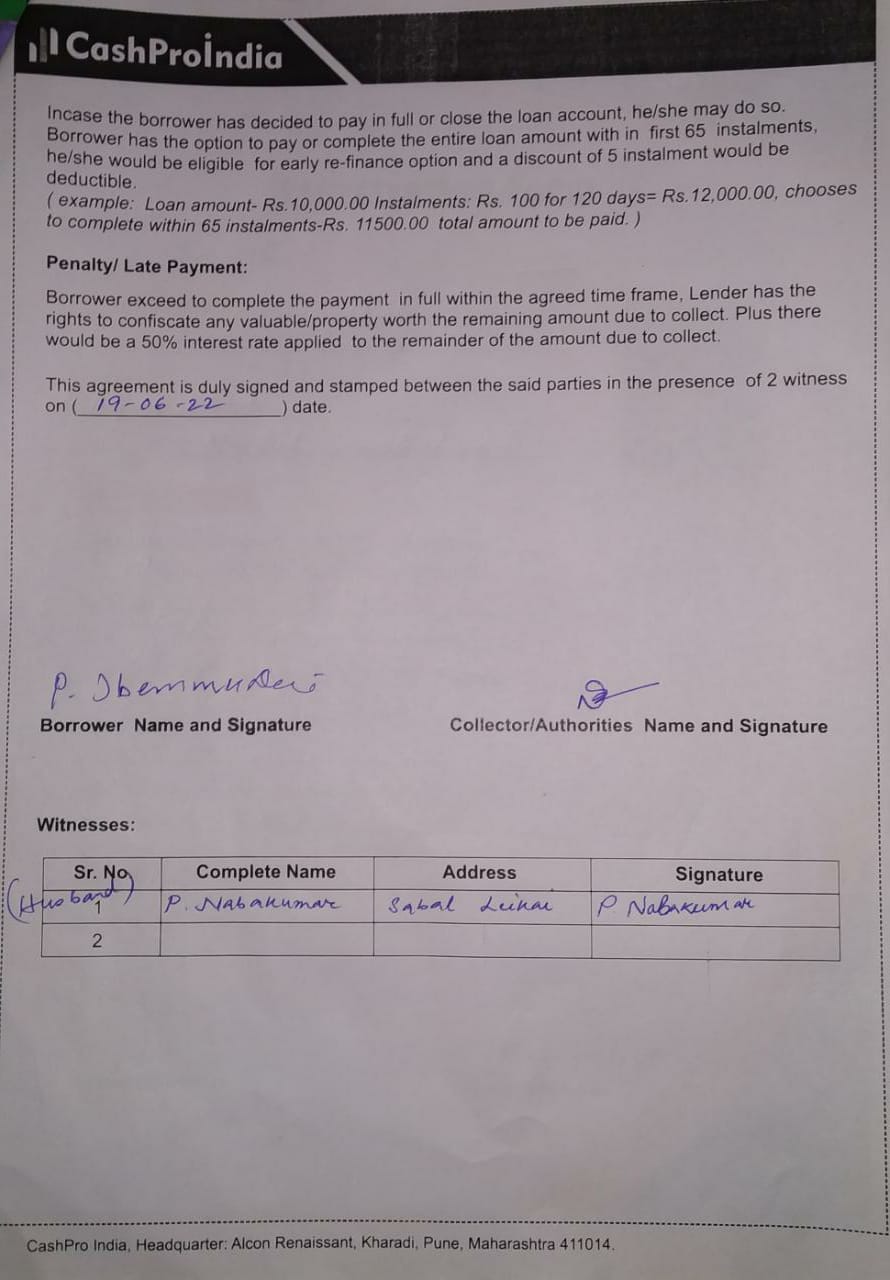 CashProİndia
Incase the borrower has decided to pay in full or close the loan account, he/she may do so.
Borrower has the option to pay or complete the entire loan amount with in first 65 instalments,
he/she would be eligible for early re-finance option and a discount of 5 instalment would be
deductible.
( example: Loan amount- Rs.10,000.00 Instalments: Rs. 100 for 120 days= Rs.12,000.00, chooses
to complete within 65 instalments-Rs. 11500.00 total amount to be paid. )
Penalty/ Late Payment:
Borrower exceed to complete the payment in full within the agreed time frame, Lender has the
rights to confiscate any valuable/property worth the remaining amount due to collect. Plus there
would be a 50% interest rate applied to the remainder of the amount due to collect.
This agreement is duly signed and stamped between the said parties in the presence of 2 witness
on ( 19-06-22 ) date.
P.
Borrower Name and Signature Collector/Authorities Name and Signature
Witnesses:
Sr. No Complete Name Address Signature
(Husband) 1 P. Nabakumar Sabal Leikai P Nabakumar
2
CashPro India, Headquarter: Alcon Renaissant, Kharadi, Pune, Maharashtra 411014.